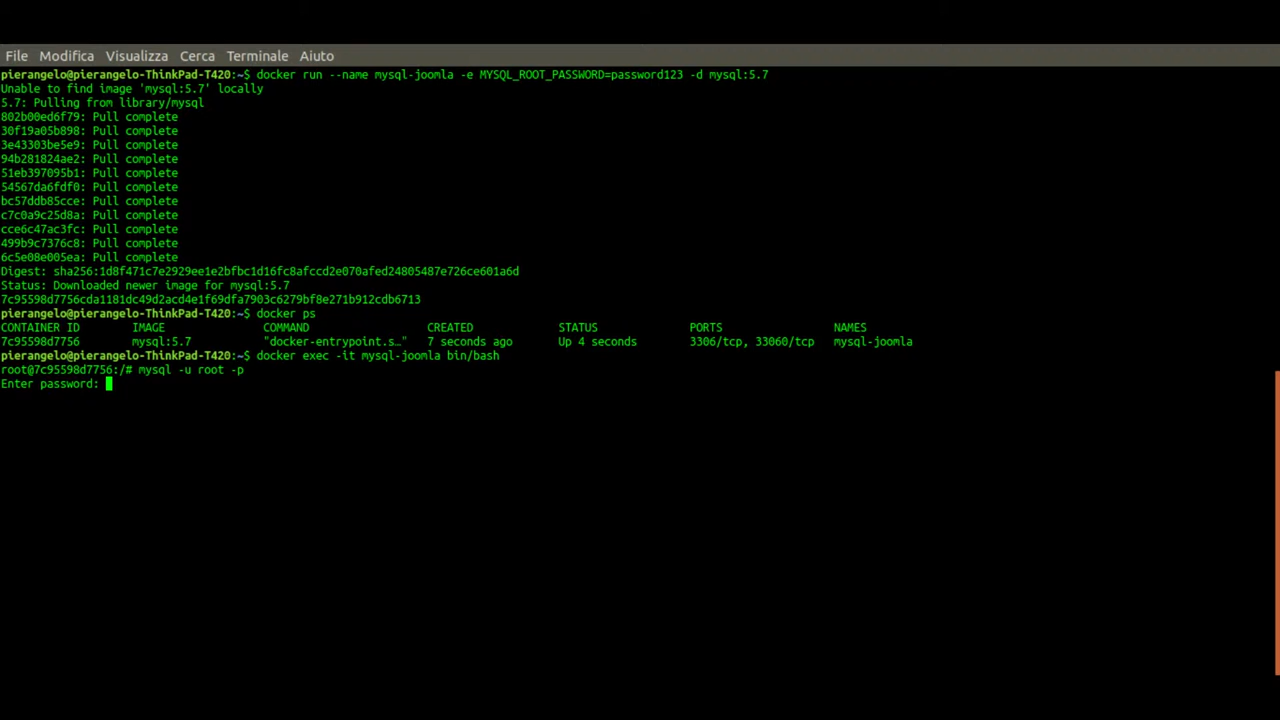 File Modifica Visualizza Cerca Terminale Aiuto
pierangelo@pierangelo-ThinkPad-T420:~$ docker run --name mysql-joomla -e MYSQL_ROOT_PASSWORD=password123 -d mysql:5.7
Unable to find image 'mysql:5.7' locally
5.7: Pulling from library/mysql
802b00ed6f79: Pull complete
30f19a05b898: Pull complete
3e43303be5e9: Pull complete
94b281824ae2: Pull complete
51eb397095b1: Pull complete
54567da6fdf0: Pull complete
bc57ddb85cce: Pull complete
c7c0a9c25d8a: Pull complete
cce6c47ac3fc: Pull complete
499b9c7376c8: Pull complete
6c5e08e005ea: Pull complete
Digest: sha256:1d8f471c7e2929ee1e2bfbc1d16fc8afccd2e070afed24805487e726ce601a6d
Status: Downloaded newer image for mysql:5.7
7c95598d7756cda1181dc49d2acd4e1f69dfa7903c6279bf8e271b912cdb6713
pierangelo@pierangelo-ThinkPad-T420:~$ docker ps
CONTAINER ID IMAGE COMMAND CREATED STATUS PORTS NAMES
7c95598d7756 mysql:5.7 "docker-entrypoint.s…" 7 seconds ago Up 4 seconds 3306/tcp, 33060/tcp mysql-joomla
pierangelo@pierangelo-ThinkPad-T420:~$ docker exec -it mysql-joomla bin/bash
root@7c95598d7756:/# mysql -u root -p
Enter password: